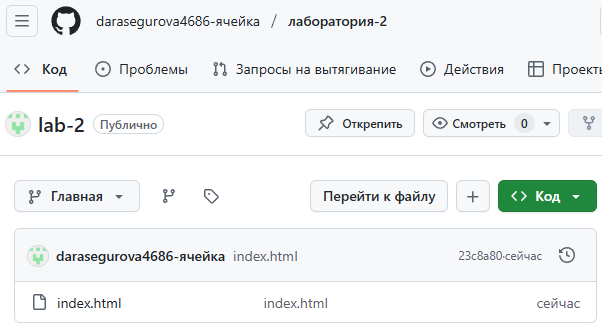 darasegurova4686-ячейка / лаборатория-2
Код Проблемы Запросы на вытягивание Действия Проекты
lab-2 Публично Открепить Смотреть 0
Главная Перейти к файлу + Код
darasegurova4686-ячейка index.html 23c8a80·сейчас
index.html index.html сейчас